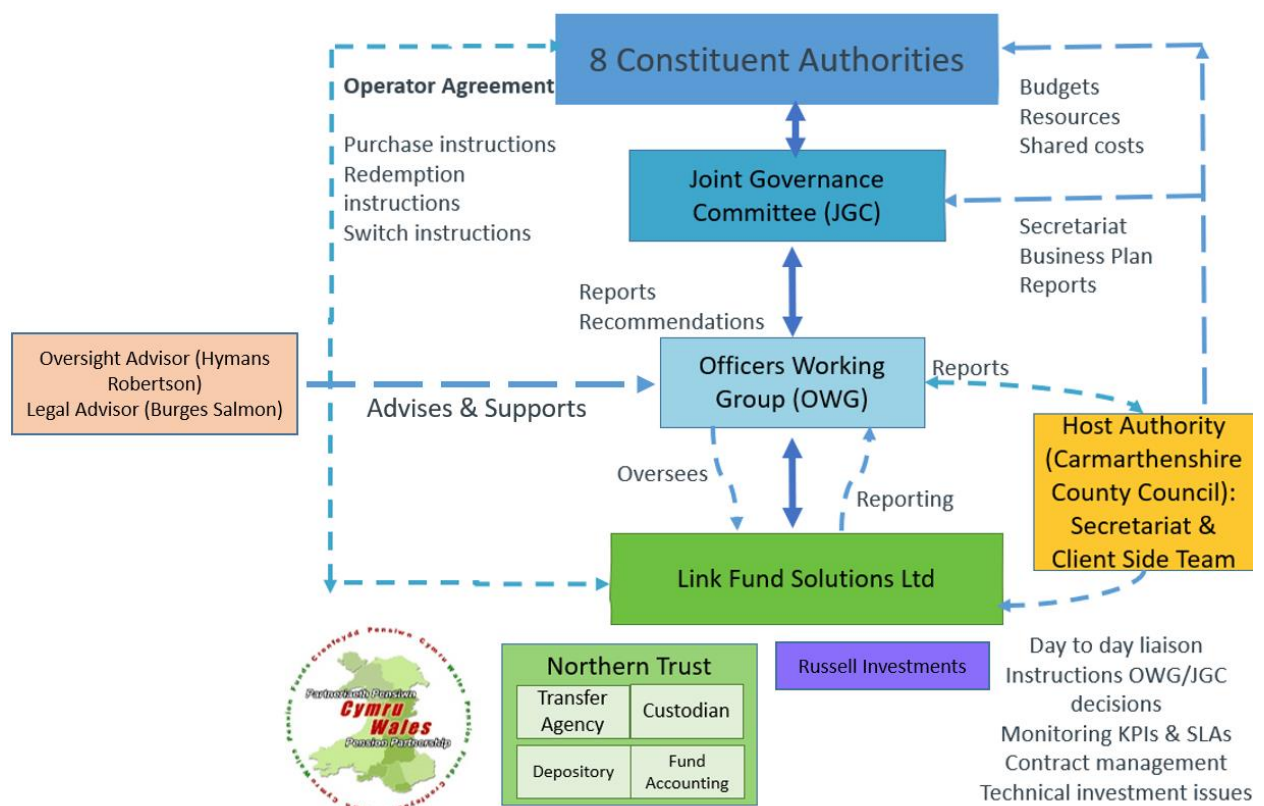 8 Constituent Authorities
Operator Agreement
Purchase instructions
Redemption
instructions
Switch instructions
Budgets
Resources
Shared costs
Joint Governance
Committee (JGC)
Secretariat
Business Plan
Reports
Reports
Recommendations
Oversight Advisor (Hymans
Robertson)
Legal Advisor (Burges Salmon)
Advises & Supports
Officers Working
Group (OWG)
Reports
Host Authority
(Carmarthenshire
County Council):
Secretariat &
Client Side Team
Oversees
Reporting
Link Fund Solutions Ltd
Partneriaeth Pensiwn
Cymru
Wales
Pension Partnership
Northern Trust
Transfer
Agency
Custodian
Depository
Fund
Accounting
Russell Investments
Day to day liaison
Instructions OWG/JGC
decisions
Monitoring KPIs & SLAs
Contract management
Technical investment issues